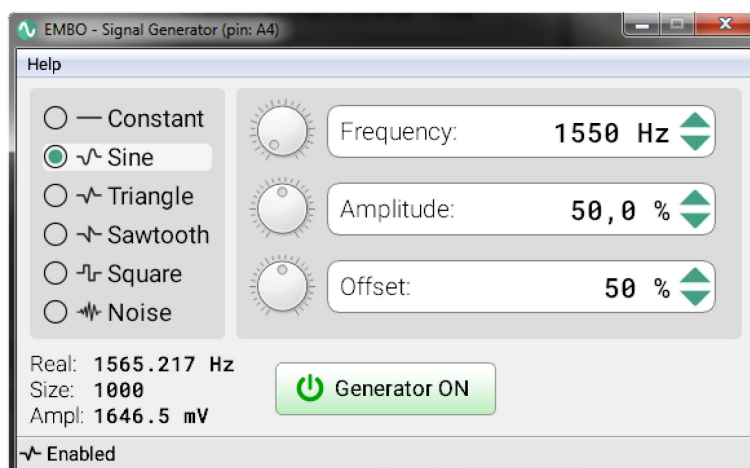 EMBO - Signal Generator (pin: A4)
Help
Constant
Sine
Triangle
Sawtooth
Square
Noise
Frequency: 1550 Hz
Amplitude: 50,0 %
Offset: 50 %
Real: 1565.217 Hz
Size: 1000
Ampl: 1646.5 mV
Generator ON
Enabled